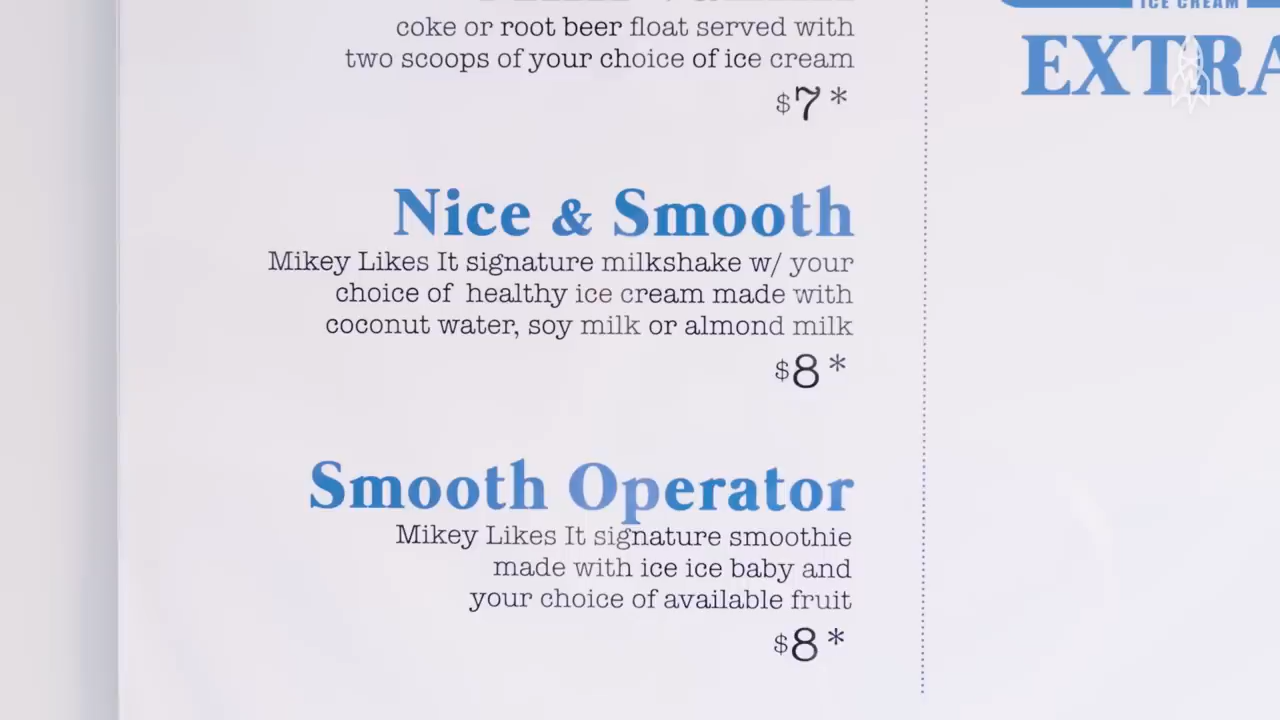 coke or root beer float served with
two scoops of your choice of ice cream
$7*
Nice & Smooth
Mikey Likes It signature milkshake w/ your
choice of healthy ice cream made with
coconut water, soy milk or almond milk
$8*
Smooth Operator
Mikey Likes It signature smoothie
made with ice ice baby and
your choice of available fruit
$8*
ICE CREAM
EXTRA